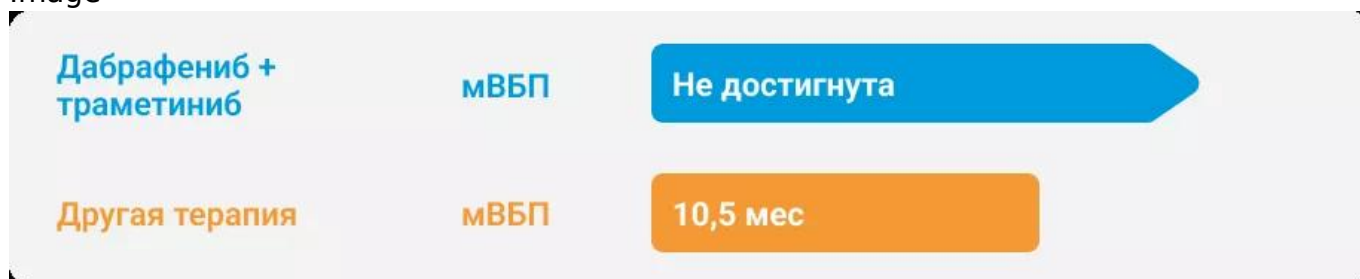 Дабрафениб +
траметиниб
мВБП
Не достигнута
Другая терапия
мВБП
10,5 мес